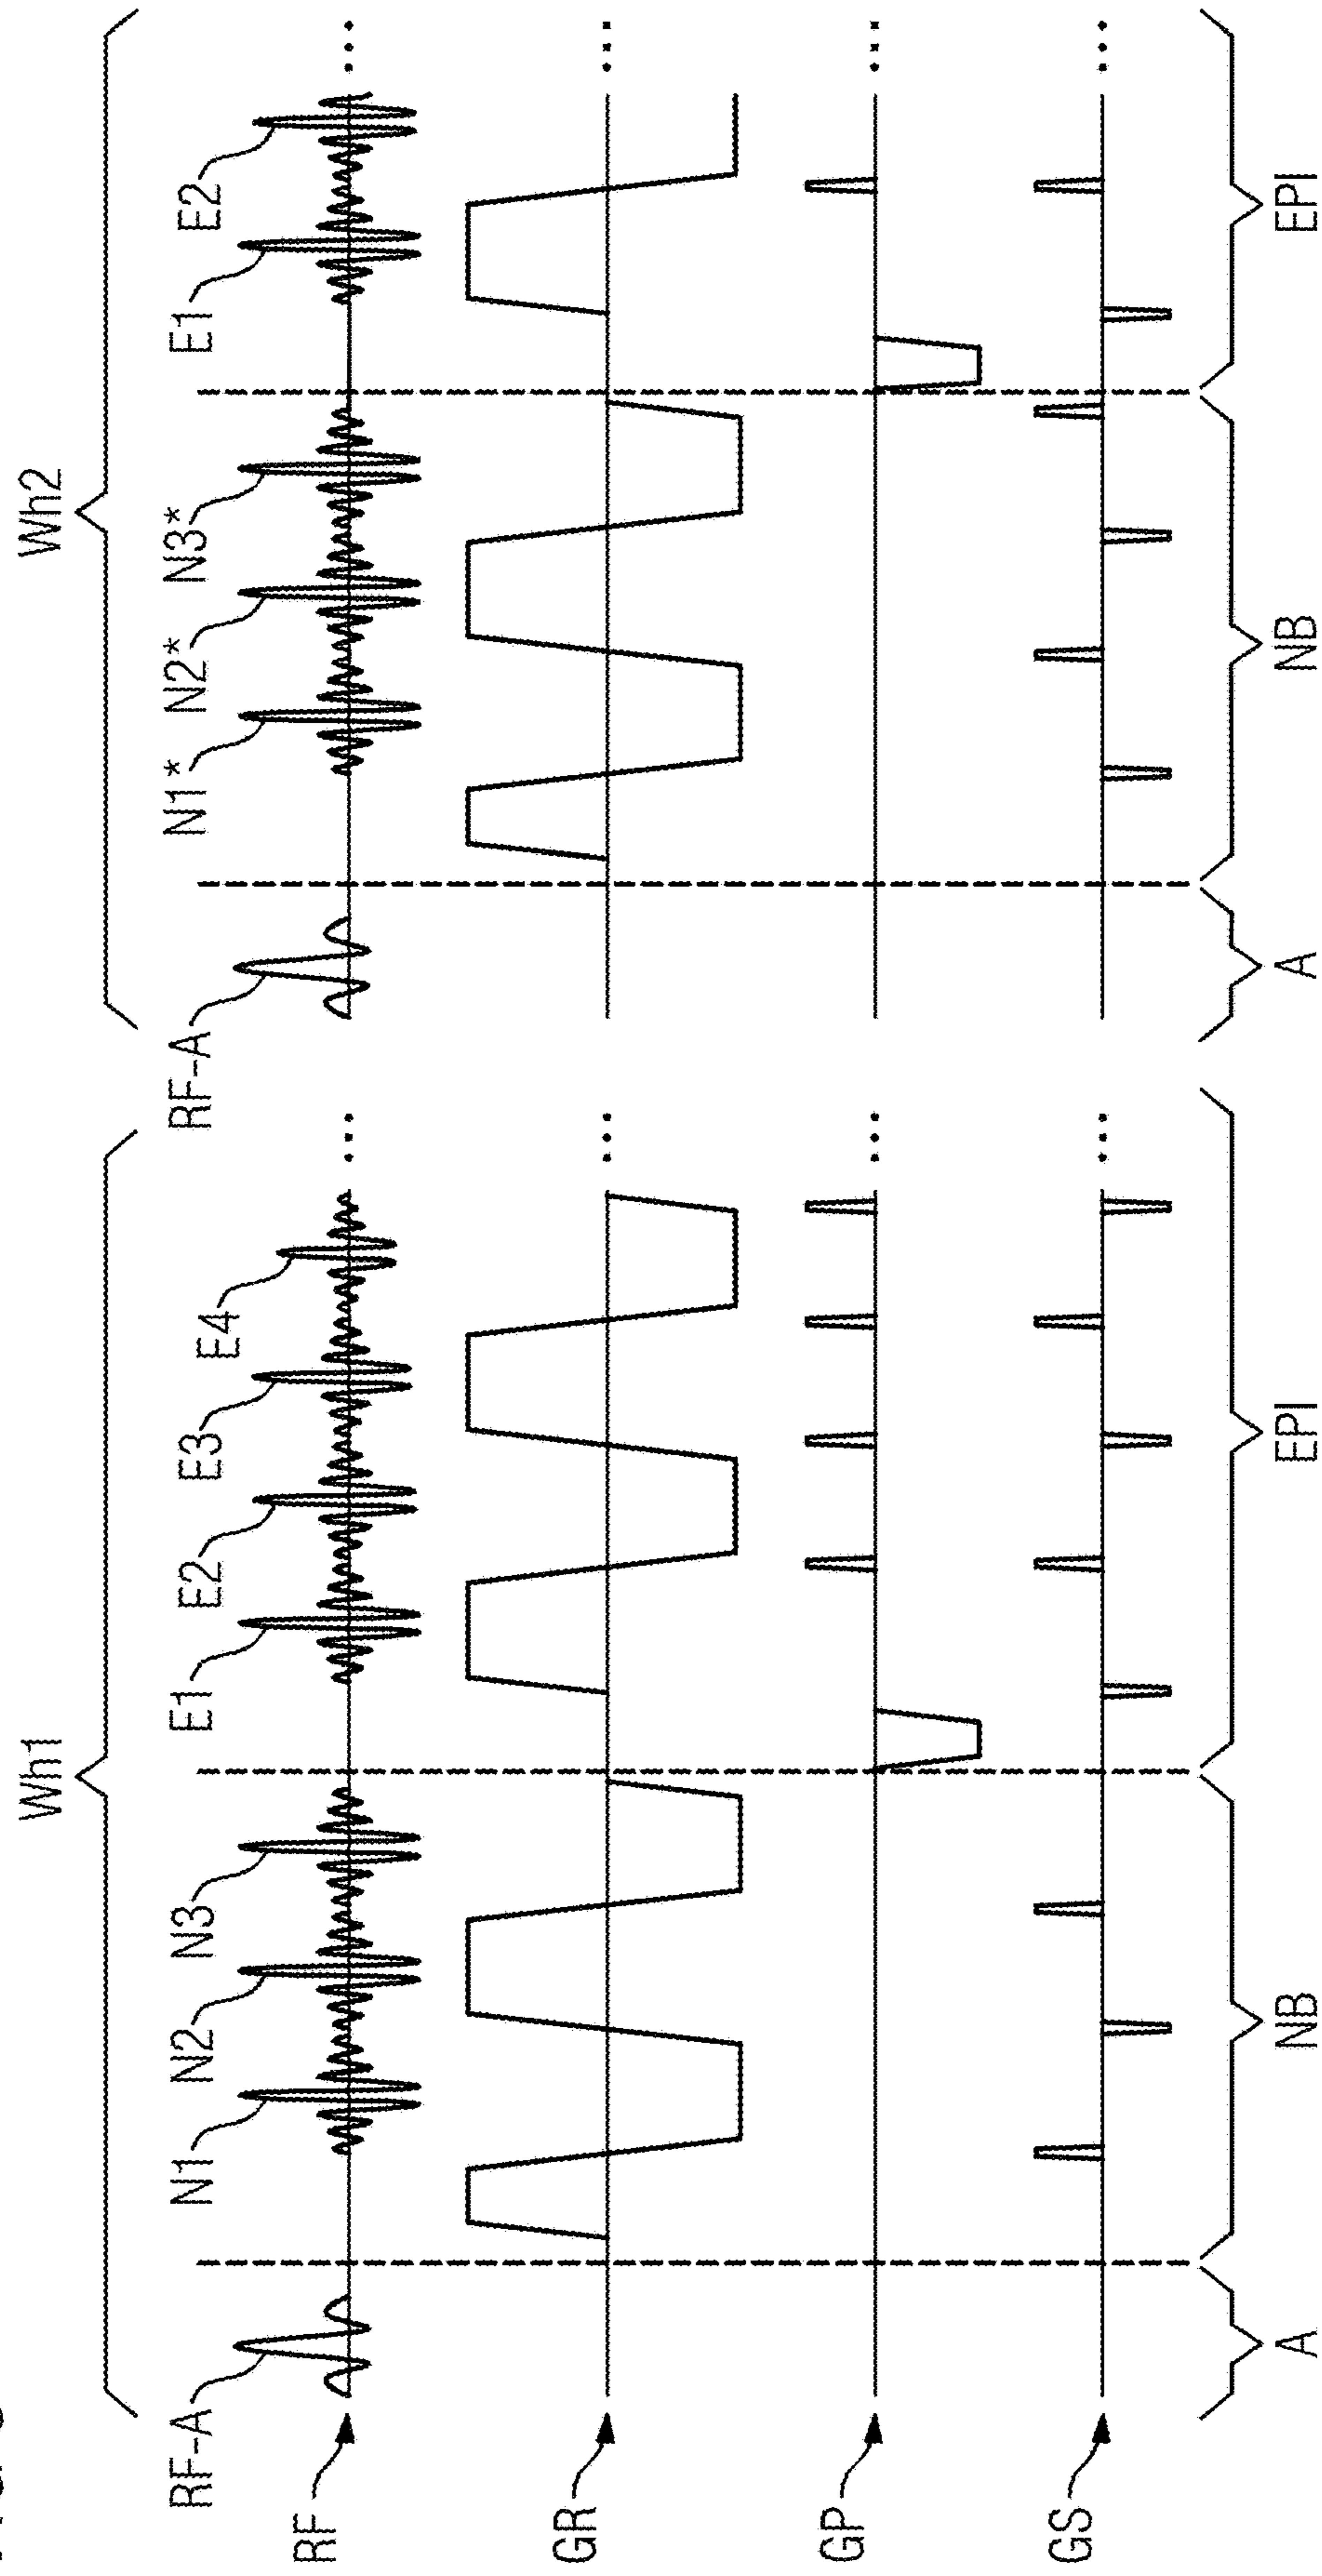 Wh1 Wh2
RF-A N1 N2 N3 E1 E2 E3 E4 RF-A N1* N2* N3* E1 E2
RF
GR
GP
GS
A NB EPI A NB EPI